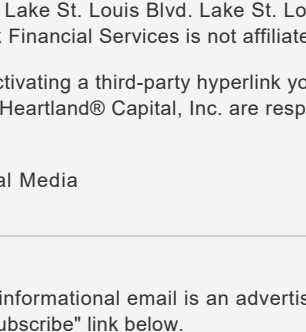 Lake St. Louis Blvd. Lake St. Lo
Financial Services is not affiliate
ctivating a third-party hyperlink yo
Heartland® Capital, Inc. are resp
al Media
informational email is an advertis
ubscribe" link below.